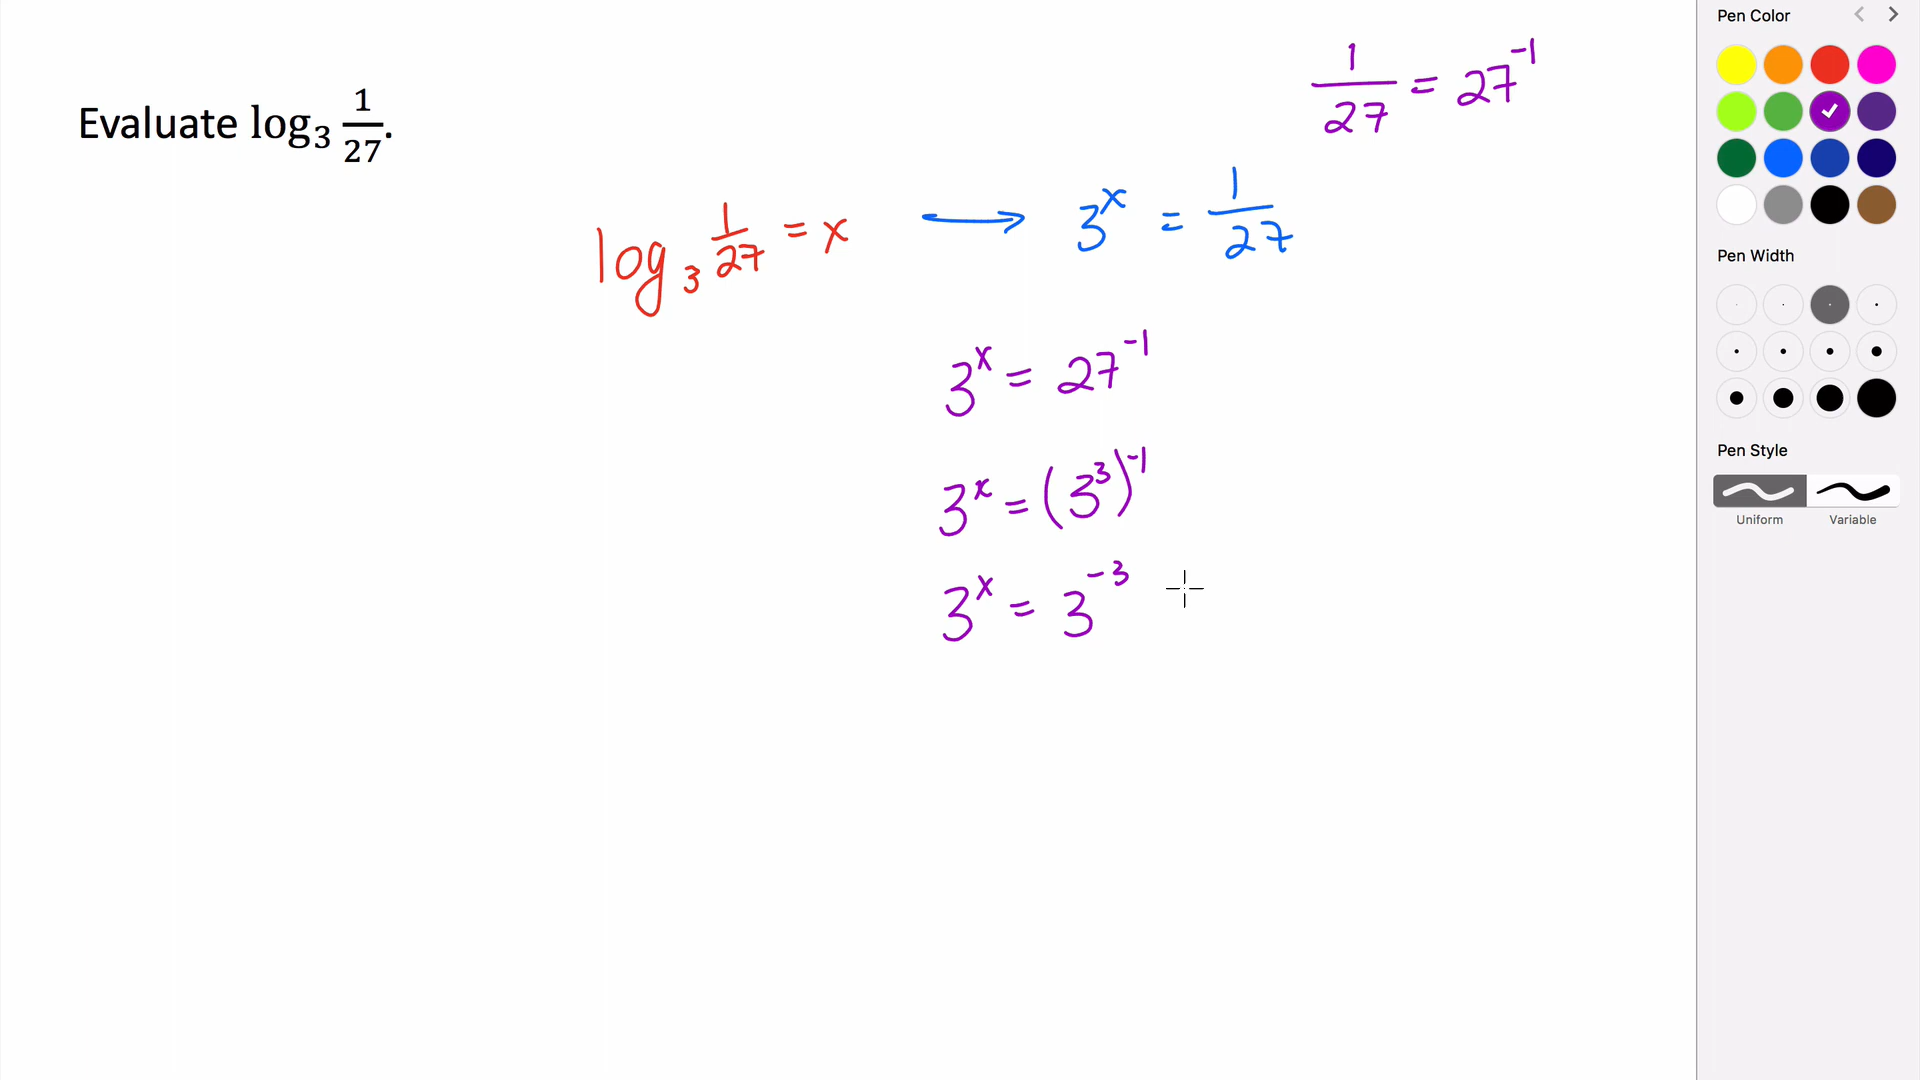 Evaluate log₃ 1/27.
1/27 = 27⁻¹
log₃ 1/27 = x ⟶ 3ˣ = 1/27
3ˣ = 27⁻¹
3ˣ = (3³)⁻¹
3ˣ = 3⁻³
Pen Color
Pen Width
Pen Style
Uniform Variable